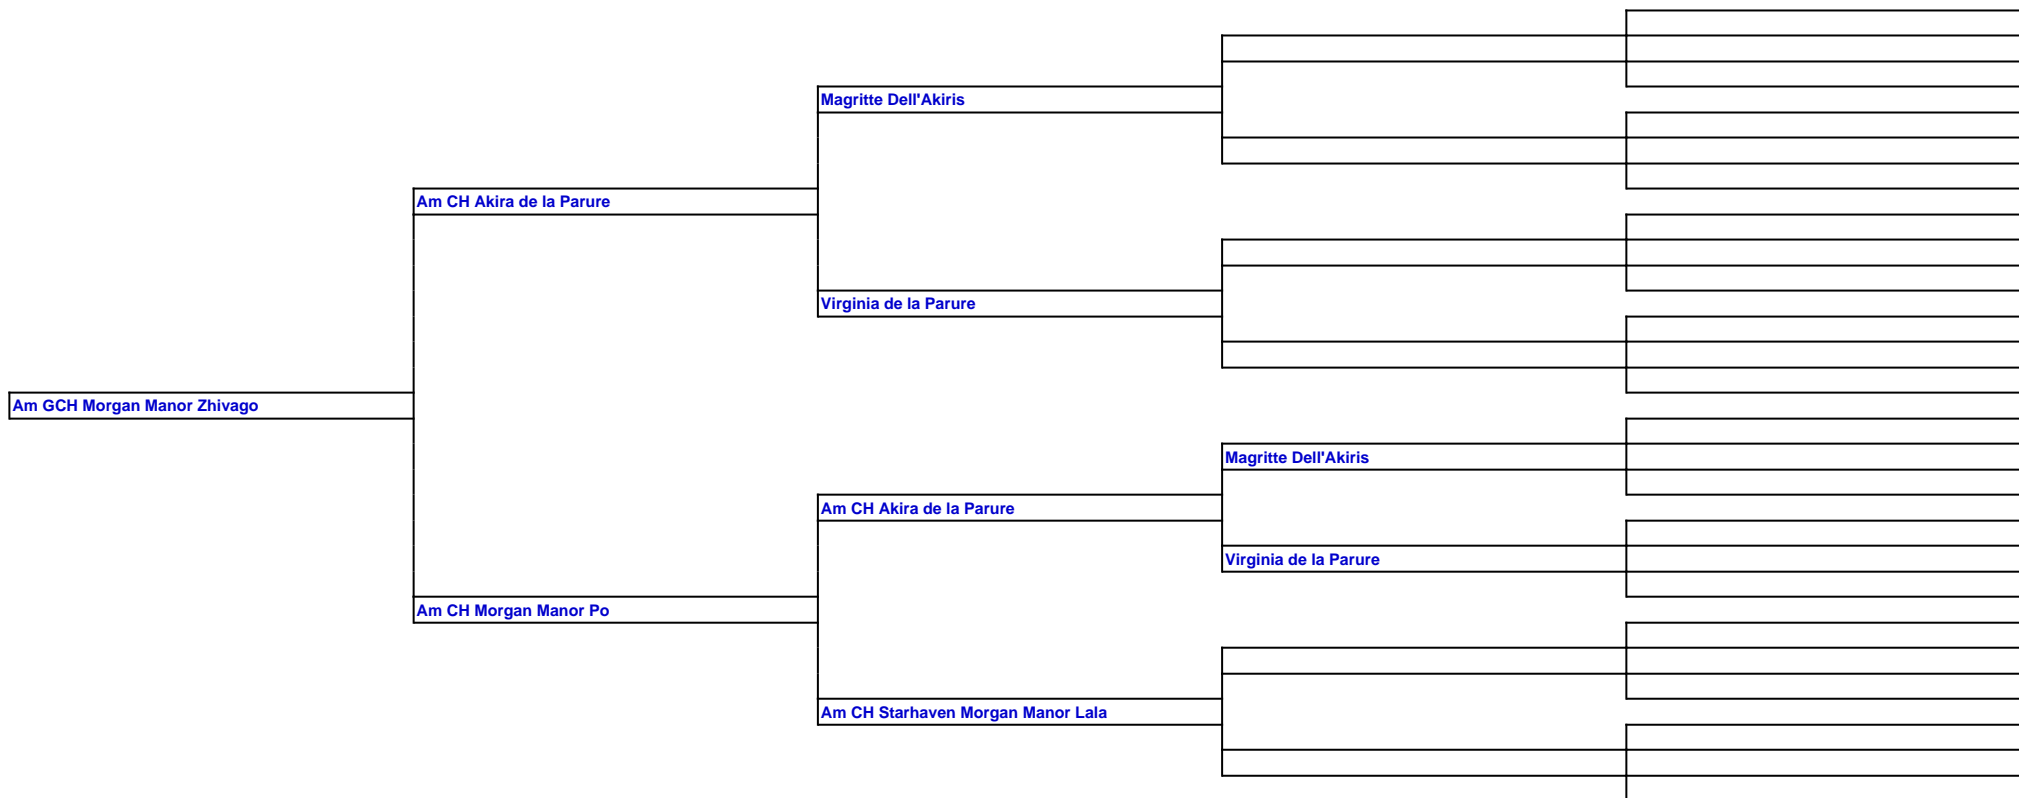 Magritte Dell'Akiris
Am CH Akira de la Parure
Virginia de la Parure
Am GCH Morgan Manor Zhivago
Magritte Dell'Akiris
Am CH Akira de la Parure
Virginia de la Parure
Am CH Morgan Manor Po
Am CH Starhaven Morgan Manor Lala